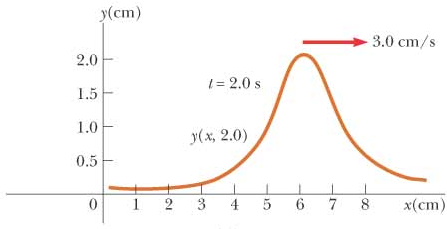 y(cm)
3.0 cm/s
2.0
t = 2.0 s
1.5
1.0
y(x, 2.0)
0.5
0 1 2 3 4 5 6 7 8 x(cm)